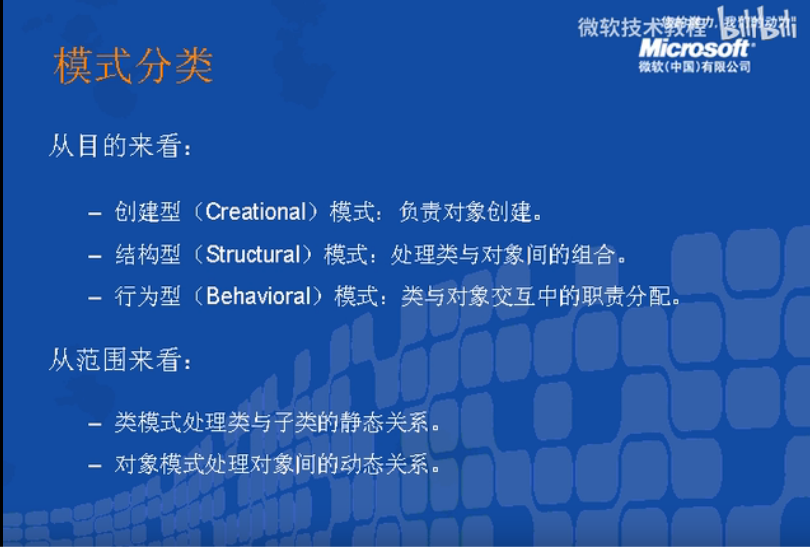 微软技术教程 bilibili
Microsoft
微软(中国)有限公司
模式分类
从目的来看：
– 创建型（Creational）模式：负责对象创建。
– 结构型（Structural）模式：处理类与对象间的组合。
– 行为型（Behavioral）模式：类与对象交互中的职责分配。
从范围来看：
– 类模式处理类与子类的静态关系。
– 对象模式处理对象间的动态关系。